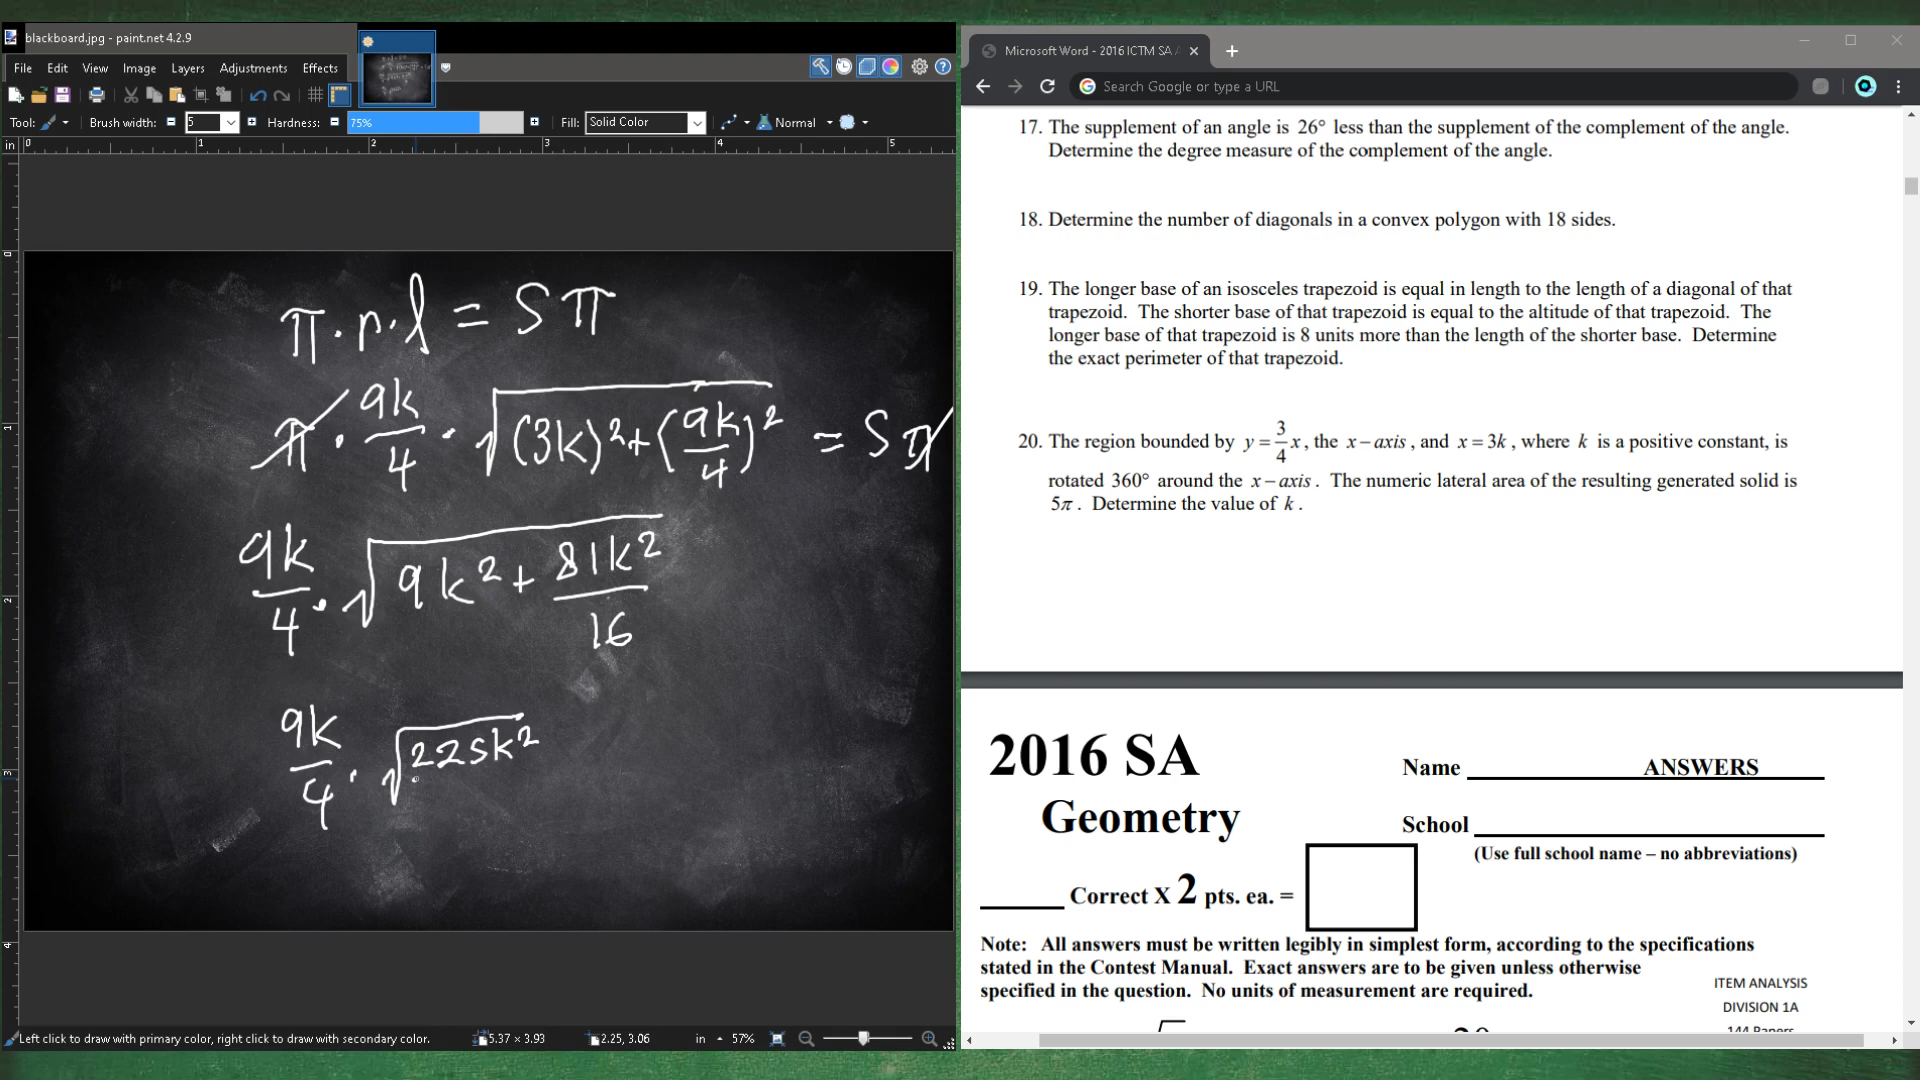 blackboard.jpg - paint.net 4.2.9
File Edit View Image Layers Adjustments Effects
Tool: Brush width: 5 Hardness: 75% Fill: Solid Color Normal
in 0 1 2 3 4 5
0
1
2
3
4
π · r · l = 5π
π · 9k/4 · √((3k)² + (9k/4)²) = 5π
9k/4 · √(9k² + 81k²/16)
9k/4 · √225k²
Left click to draw with primary color, right click to draw with secondary color. 5.37 × 3.93 2.25, 3.06 in 57%
Microsoft Word - 2016 ICTM SA
Search Google or type a URL
17. The supplement of an angle is 26° less than the supplement of the complement of the angle.
Determine the degree measure of the complement of the angle.
18. Determine the number of diagonals in a convex polygon with 18 sides.
19. The longer base of an isosceles trapezoid is equal in length to the length of a diagonal of that
trapezoid. The shorter base of that trapezoid is equal to the altitude of that trapezoid. The
longer base of that trapezoid is 8 units more than the length of the shorter base. Determine
the exact perimeter of that trapezoid.
20. The region bounded by y = 3/4 x, the x – axis, and x = 3k, where k is a positive constant, is
rotated 360° around the x – axis. The numeric lateral area of the resulting generated solid is
5π. Determine the value of k.
2016 SA
Geometry
Name ANSWERS
School
(Use full school name – no abbreviations)
Correct X 2 pts. ea. =
Note: All answers must be written legibly in simplest form, according to the specifications
stated in the Contest Manual. Exact answers are to be given unless otherwise
specified in the question. No units of measurement are required.
ITEM ANALYSIS
DIVISION 1A